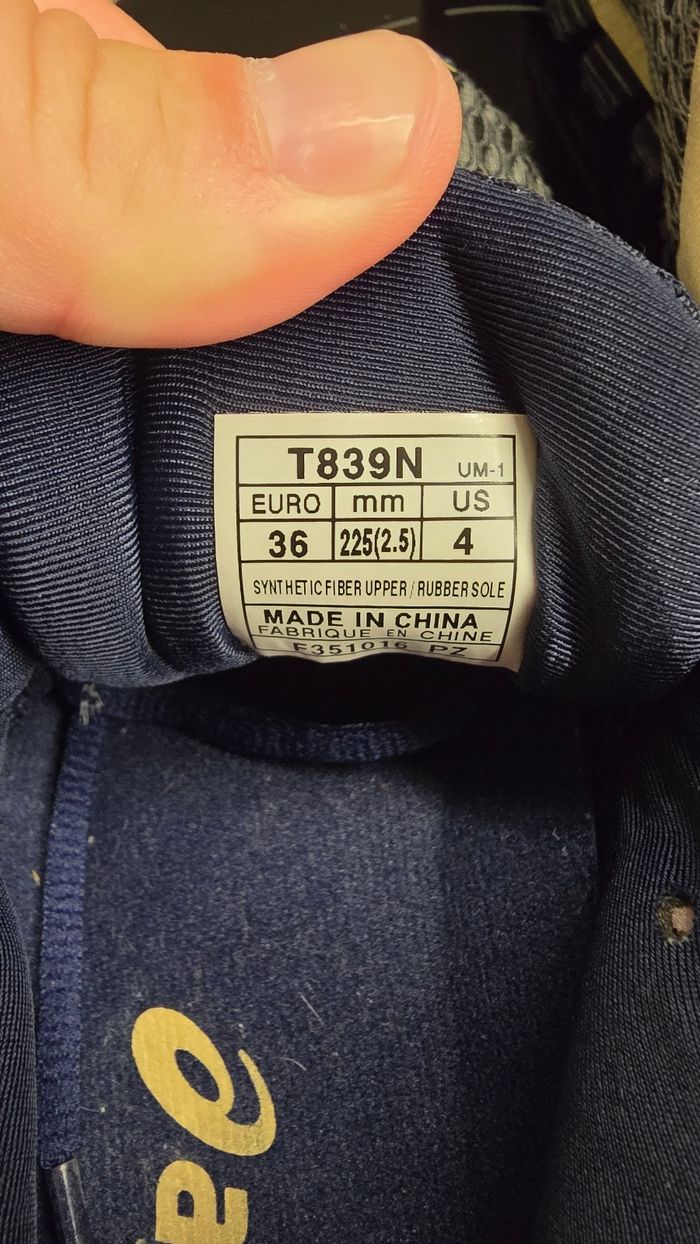 T839N UM-1
EURO mm US
36 225(2.5) 4
SYNTHETIC FIBER UPPER / RUBBER SOLE
MADE IN CHINA
FABRIQUE EN CHINE
F351016 PZ